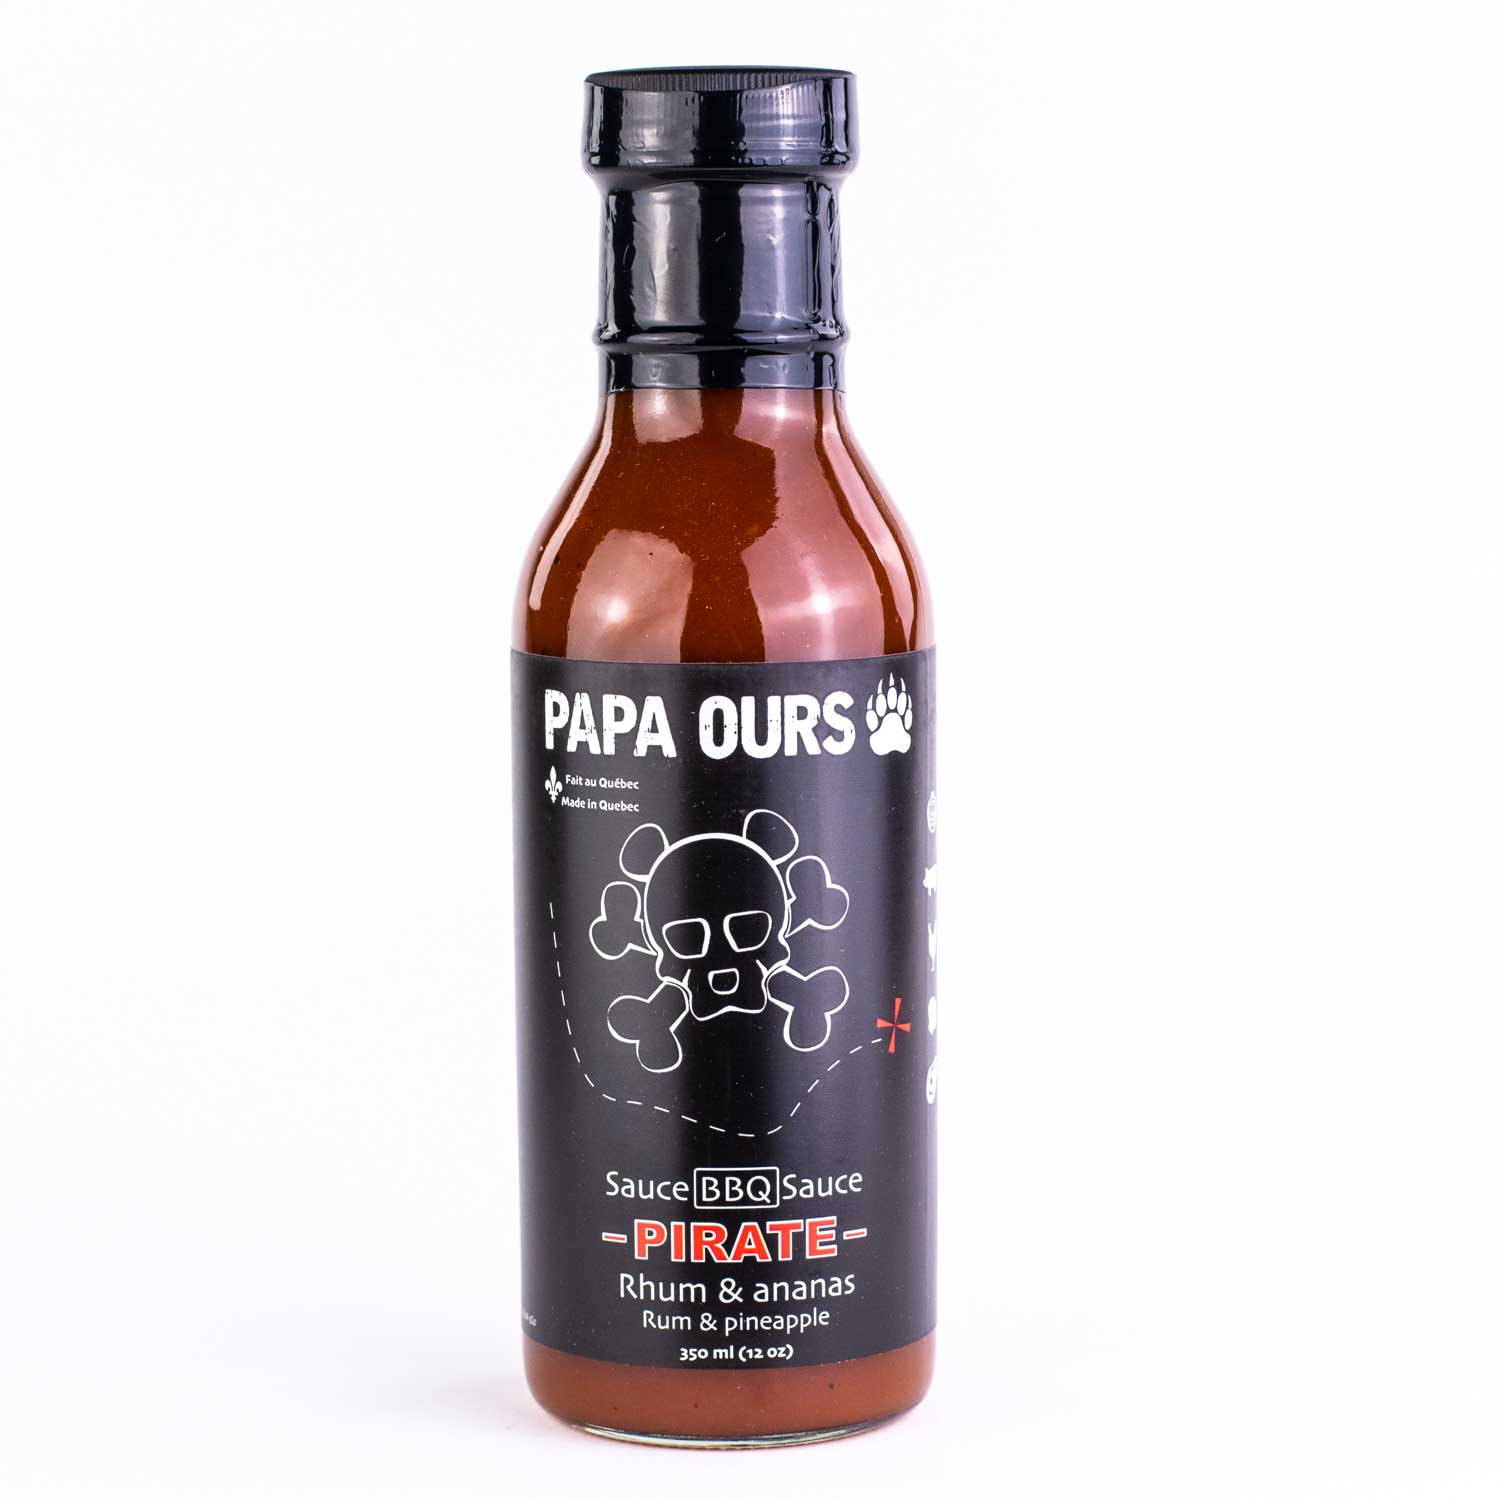 PAPA OURS
Fait au Québec
Made in Quebec
Sauce BBQ Sauce
-PIRATE-
Rhum & ananas
Rum & pineapple
350 ml (12 oz)